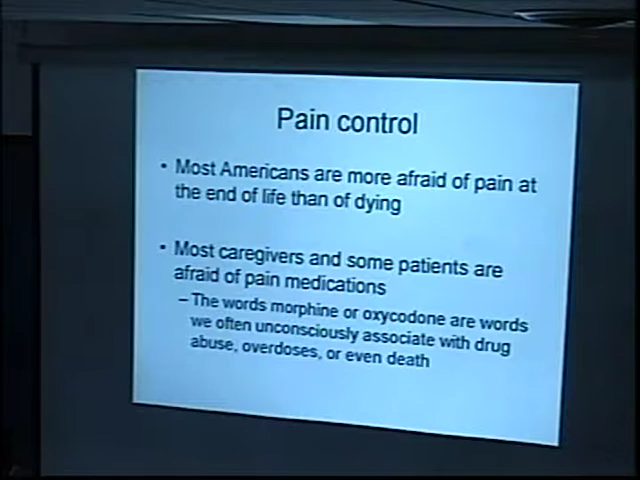 Pain control
• Most Americans are more afraid of pain at
the end of life than of dying
• Most caregivers and some patients are
afraid of pain medications
– The words morphine or oxycodone are words
we often unconsciously associate with drug
abuse, overdoses, or even death